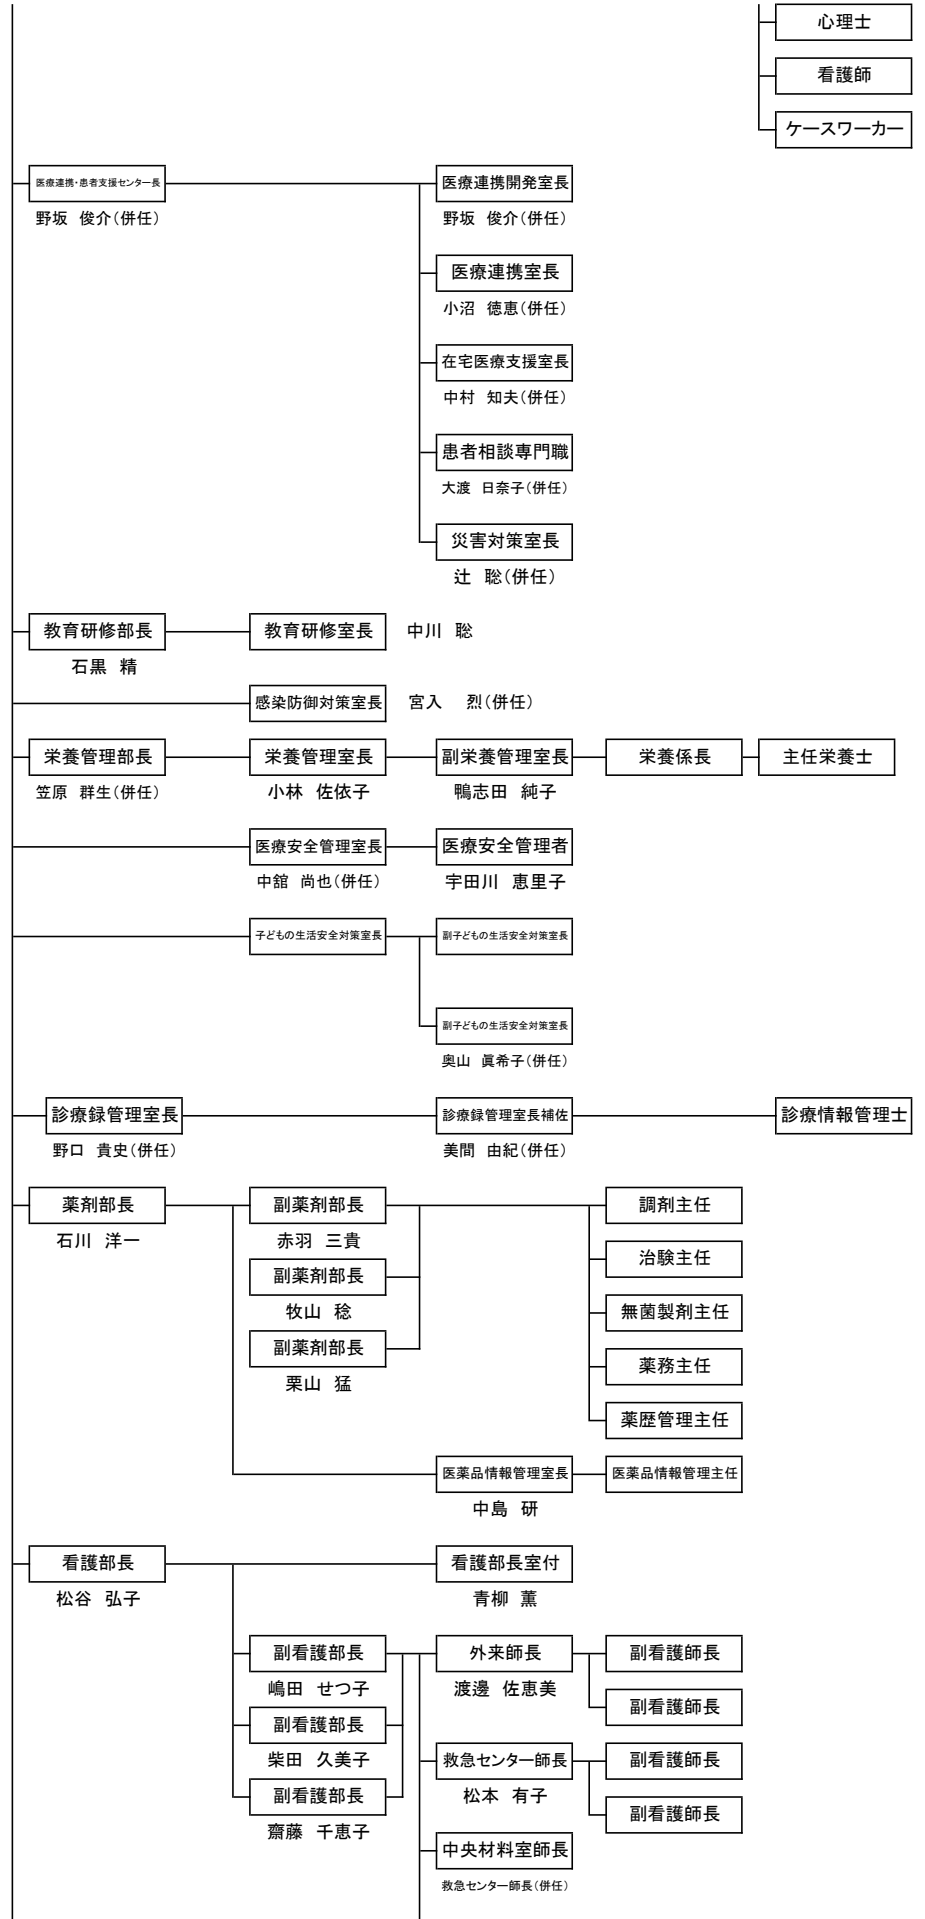 心理士
看護師
ケースワーカー
医療連携・患者支援センター長 医療連携開発室長
野坂 俊介(併任) 野坂 俊介(併任)
医療連携室長
小沼 徳恵(併任)
在宅医療支援室長
中村 知夫(併任)
患者相談専門職
大渡 日奈子(併任)
災害対策室長
辻 聡(併任)
教育研修部長 教育研修室長 中川 聡
石黒 精
感染防御対策室長 宮入 烈(併任)
栄養管理部長 栄養管理室長 副栄養管理室長 栄養係長 主任栄養士
笠原 群生(併任) 小林 佐依子 鴨志田 純子
医療安全管理室長 医療安全管理者
中舘 尚也(併任) 宇田川 恵里子
子どもの生活安全対策室長 副子どもの生活安全対策室長
副子どもの生活安全対策室長
奥山 眞希子(併任)
診療録管理室長 診療録管理室長補佐 診療情報管理士
野口 貴史(併任) 美間 由紀(併任)
薬剤部長 副薬剤部長 調剤主任
石川 洋一 赤羽 三貴
治験主任
副薬剤部長
牧山 稔 無菌製剤主任
副薬剤部長 薬務主任
栗山 猛
薬歴管理主任
医薬品情報管理室長 医薬品情報管理主任
中島 研
看護部長 看護部長室付
松谷 弘子 青柳 薫
副看護部長 外来師長 副看護師長
嶋田 せつ子 渡邊 佐恵美
副看護部長 副看護師長
柴田 久美子 救急センター師長 副看護師長
副看護部長 松本 有子 副看護師長
齋藤 千恵子
中央材料室師長
救急センター師長(併任)